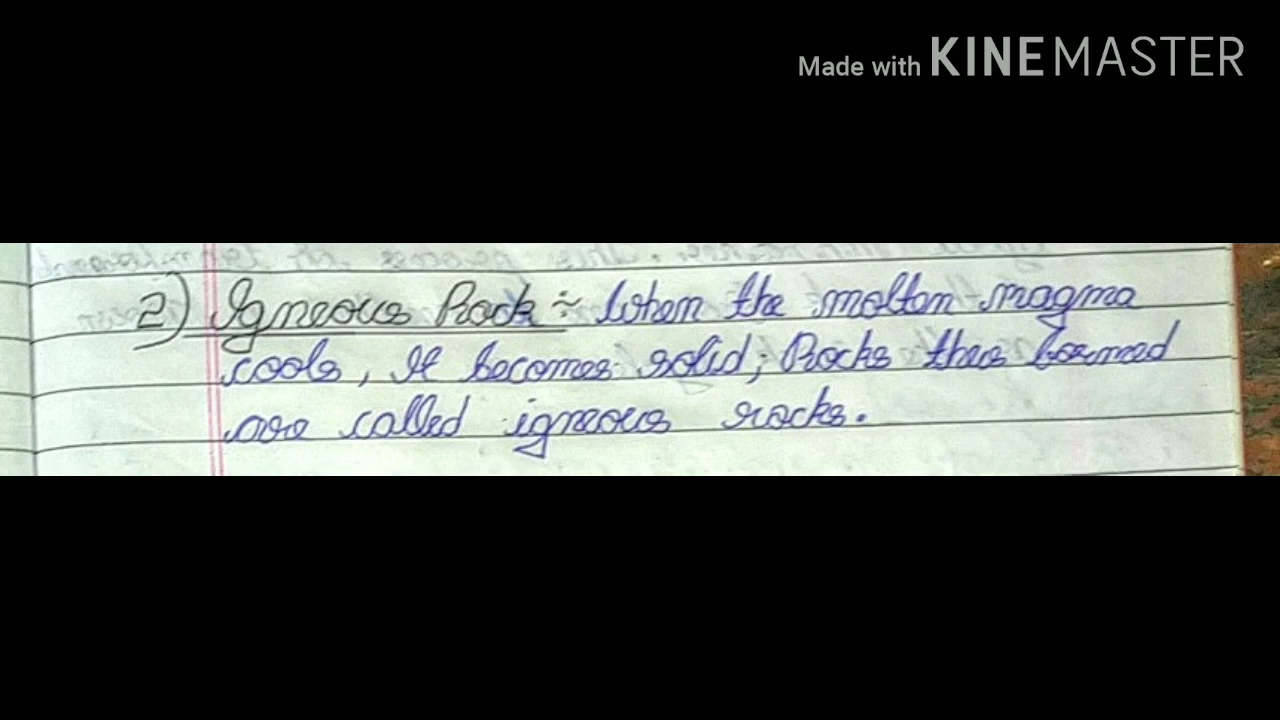 Made with KINEMASTER
2) Igneous Rock :- When the molten magma
cools, It becomes solid; Rocks thus formed
are called igneous rocks.